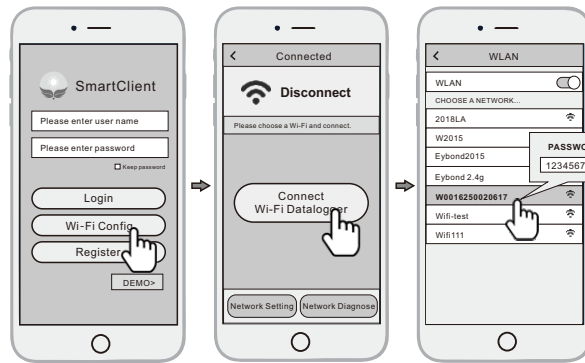 SmartClient
Please enter user name
Please enter password
Keep password
Login
Wi-Fi Config
Register
DEMO>
Connected
Disconnect
Please choose a Wi-Fi and connect.
Connect
Wi-Fi Datalogger
Network Setting
Network Diagnose
WLAN
WLAN
CHOOSE A NETWORK...
2018LA
W2015
Eybond2015
PASSWO
1234567
Eybond 2.4g
W0016250020617
Wifi-test
Wifi111